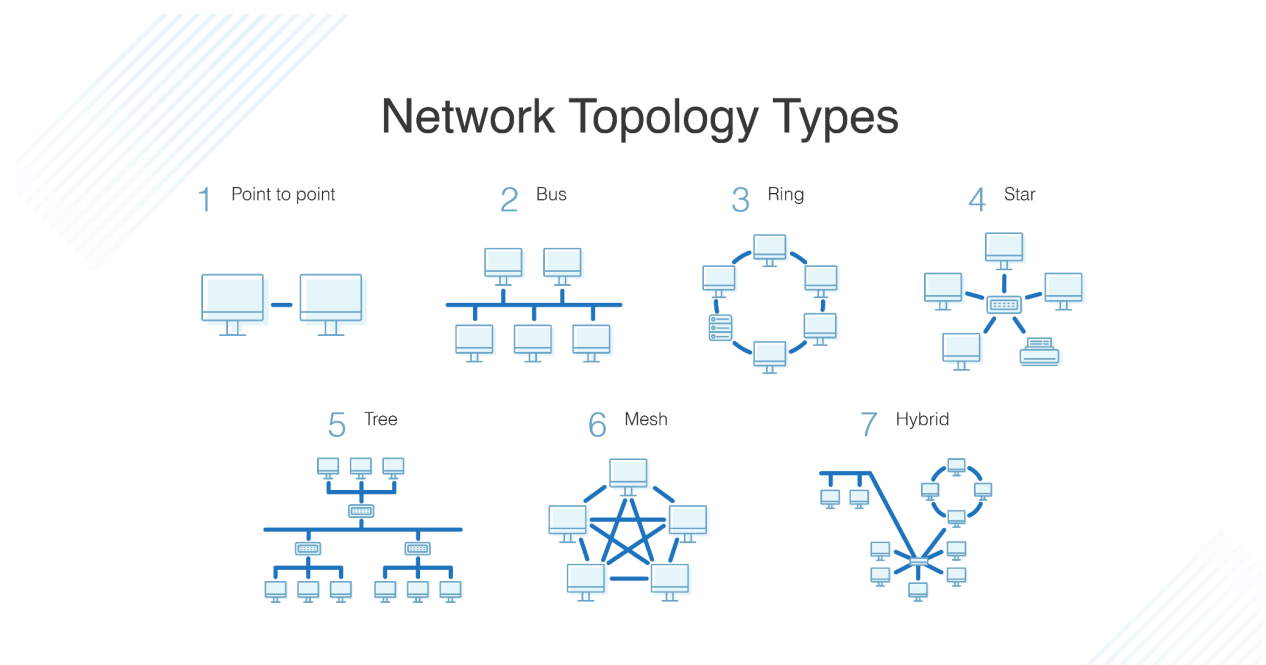 Network Topology Types
1 Point to point
2 Bus
3 Ring
4 Star
5 Tree
6 Mesh
7 Hybrid